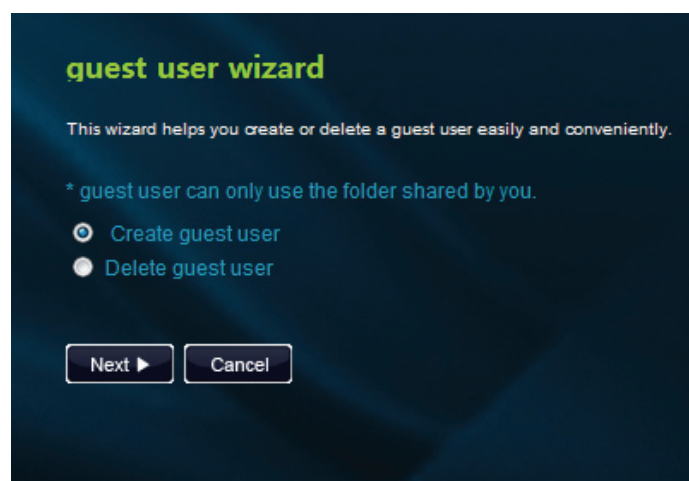 guest user wizard
This wizard helps you create or delete a guest user easily and conveniently.
* guest user can only use the folder shared by you.
Create guest user
Delete guest user
Next ▶ Cancel